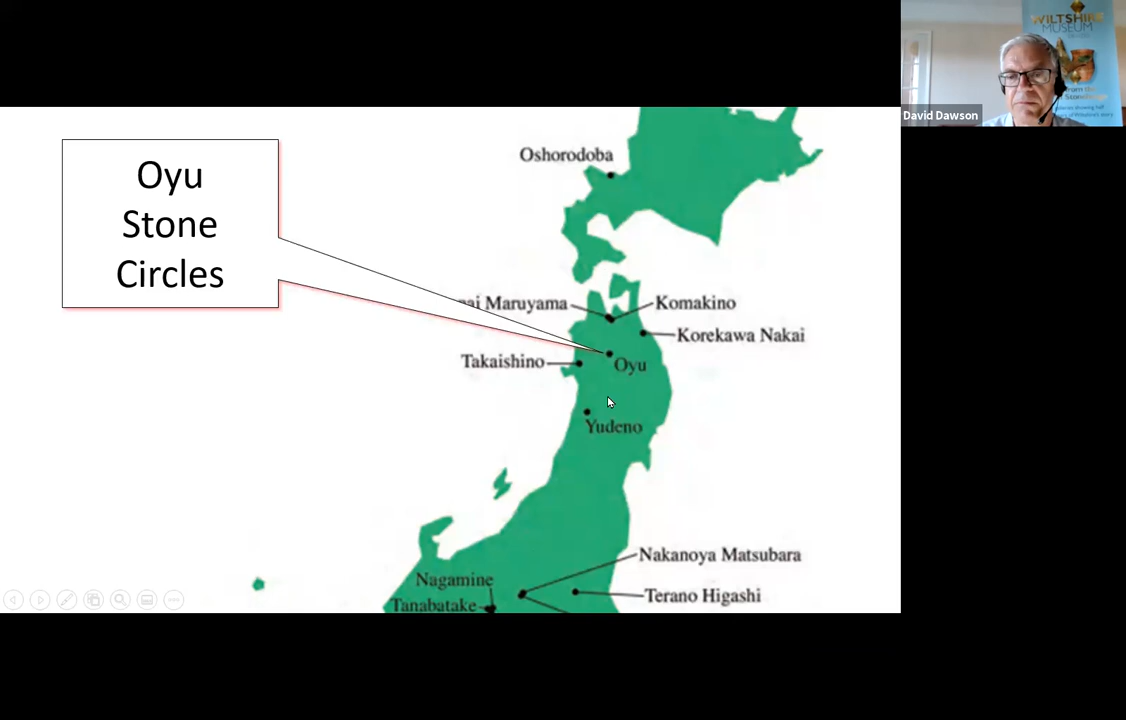 WILTSHIRE
MUSEUM
David Dawson
Oyu
Stone
Circles
Oshorodoba
Maruyama
Komakino
Korekawa Nakai
Takaishino
Oyu
Yudeno
Nakanoya Matsubara
Nagamine
Terano Higashi
Tanabatake